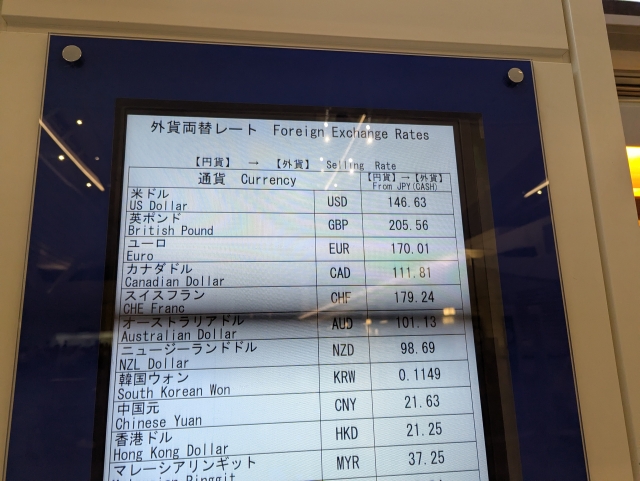 外貨両替レート Foreign Exchange Rates
【円貨】 → 【外貨】 Selling Rate
通貨 Currency 【円貨】→【外貨】
From JPY(CASH)
米ドル
US Dollar USD 146.63
英ポンド
British Pound GBP 205.56
ユーロ
Euro EUR 170.01
カナダドル
Canadian Dollar CAD 111.81
スイスフラン
CHE Franc CHF 179.24
オーストラリアドル
Australian Dollar AUD 101.13
ニュージーランドドル
NZL Dollar NZD 98.69
韓国ウォン
South Korean Won KRW 0.1149
中国元
Chinese Yuan CNY 21.63
香港ドル
Hong Kong Dollar HKD 21.25
マレーシアリンギット
MYR 37.25